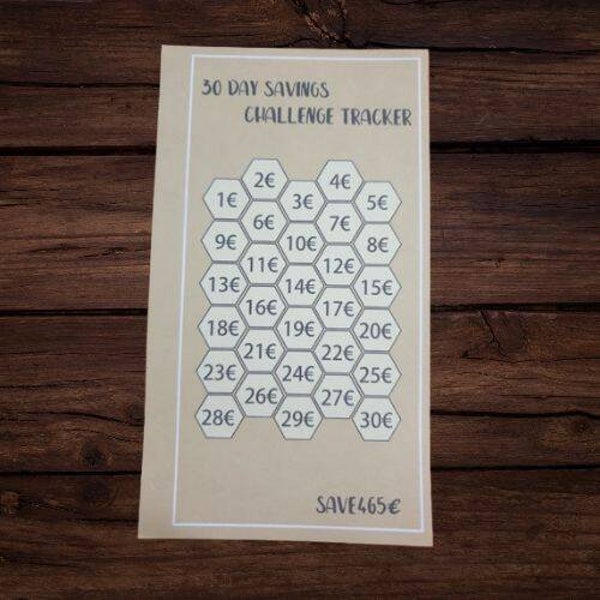 30 DAY SAVINGS
CHALLENGE TRACKER
2€ 4€
1€ 3€ 5€
6€ 7€
9€ 10€ 8€
11€ 12€
13€ 14€ 15€
16€ 17€
18€ 19€ 20€
21€ 22€
23€ 24€ 25€
26€ 27€
28€ 29€ 30€
SAVE465€